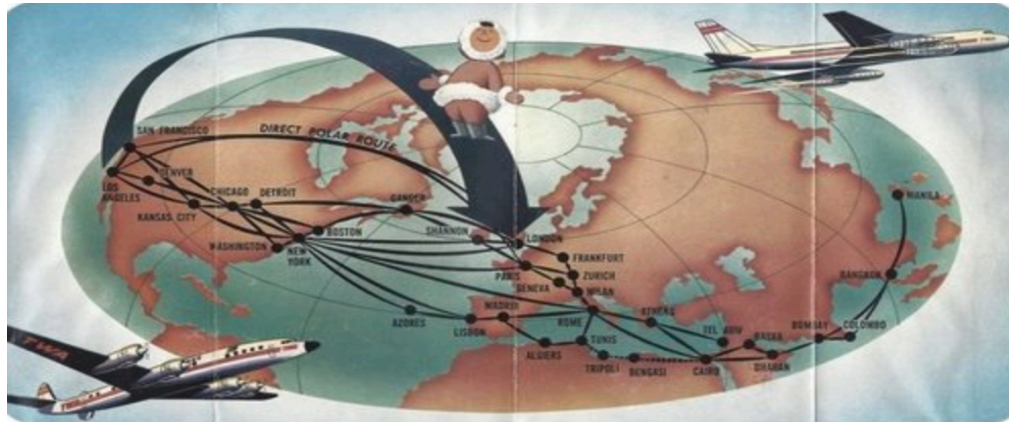 SAN FRANCISCO
DIRECT POLAR ROUTE
LOS
ANGELES
DENVER
KANSAS CITY
CHICAGO
DETROIT
GANDER
WASHINGTON
NEW
YORK
BOSTON
SHANNON
LONDON
FRANKFURT
PARIS
ZURICH
GENEVA
MILAN
MANILA
BANGKOK
AZORES
LISBON
MADRID
ROME
ATHENS
TEL AVIV
BASRA
BOMBAY
COLOMBO
ALGIERS
TUNIS
TRIPOLI
BENGASI
CAIRO
DHARAN
TWA